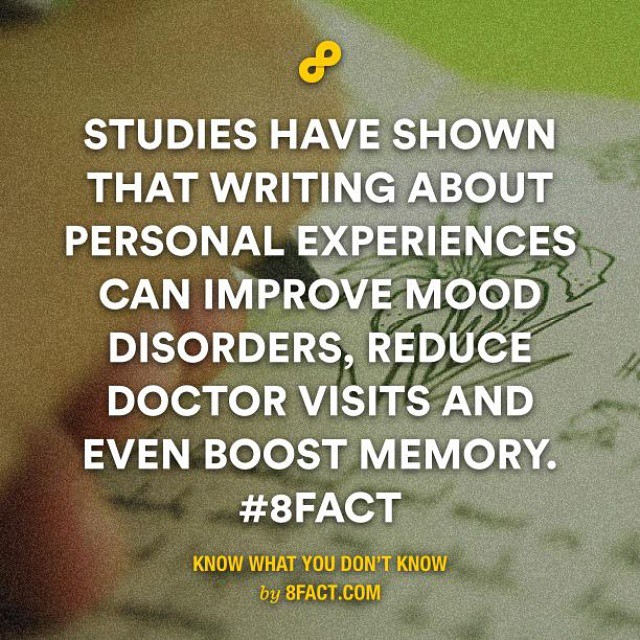 STUDIES HAVE SHOWN
THAT WRITING ABOUT
PERSONAL EXPERIENCES
CAN IMPROVE MOOD
DISORDERS, REDUCE
DOCTOR VISITS AND
EVEN BOOST MEMORY.
#8FACT
KNOW WHAT YOU DON'T KNOW
by 8FACT.COM